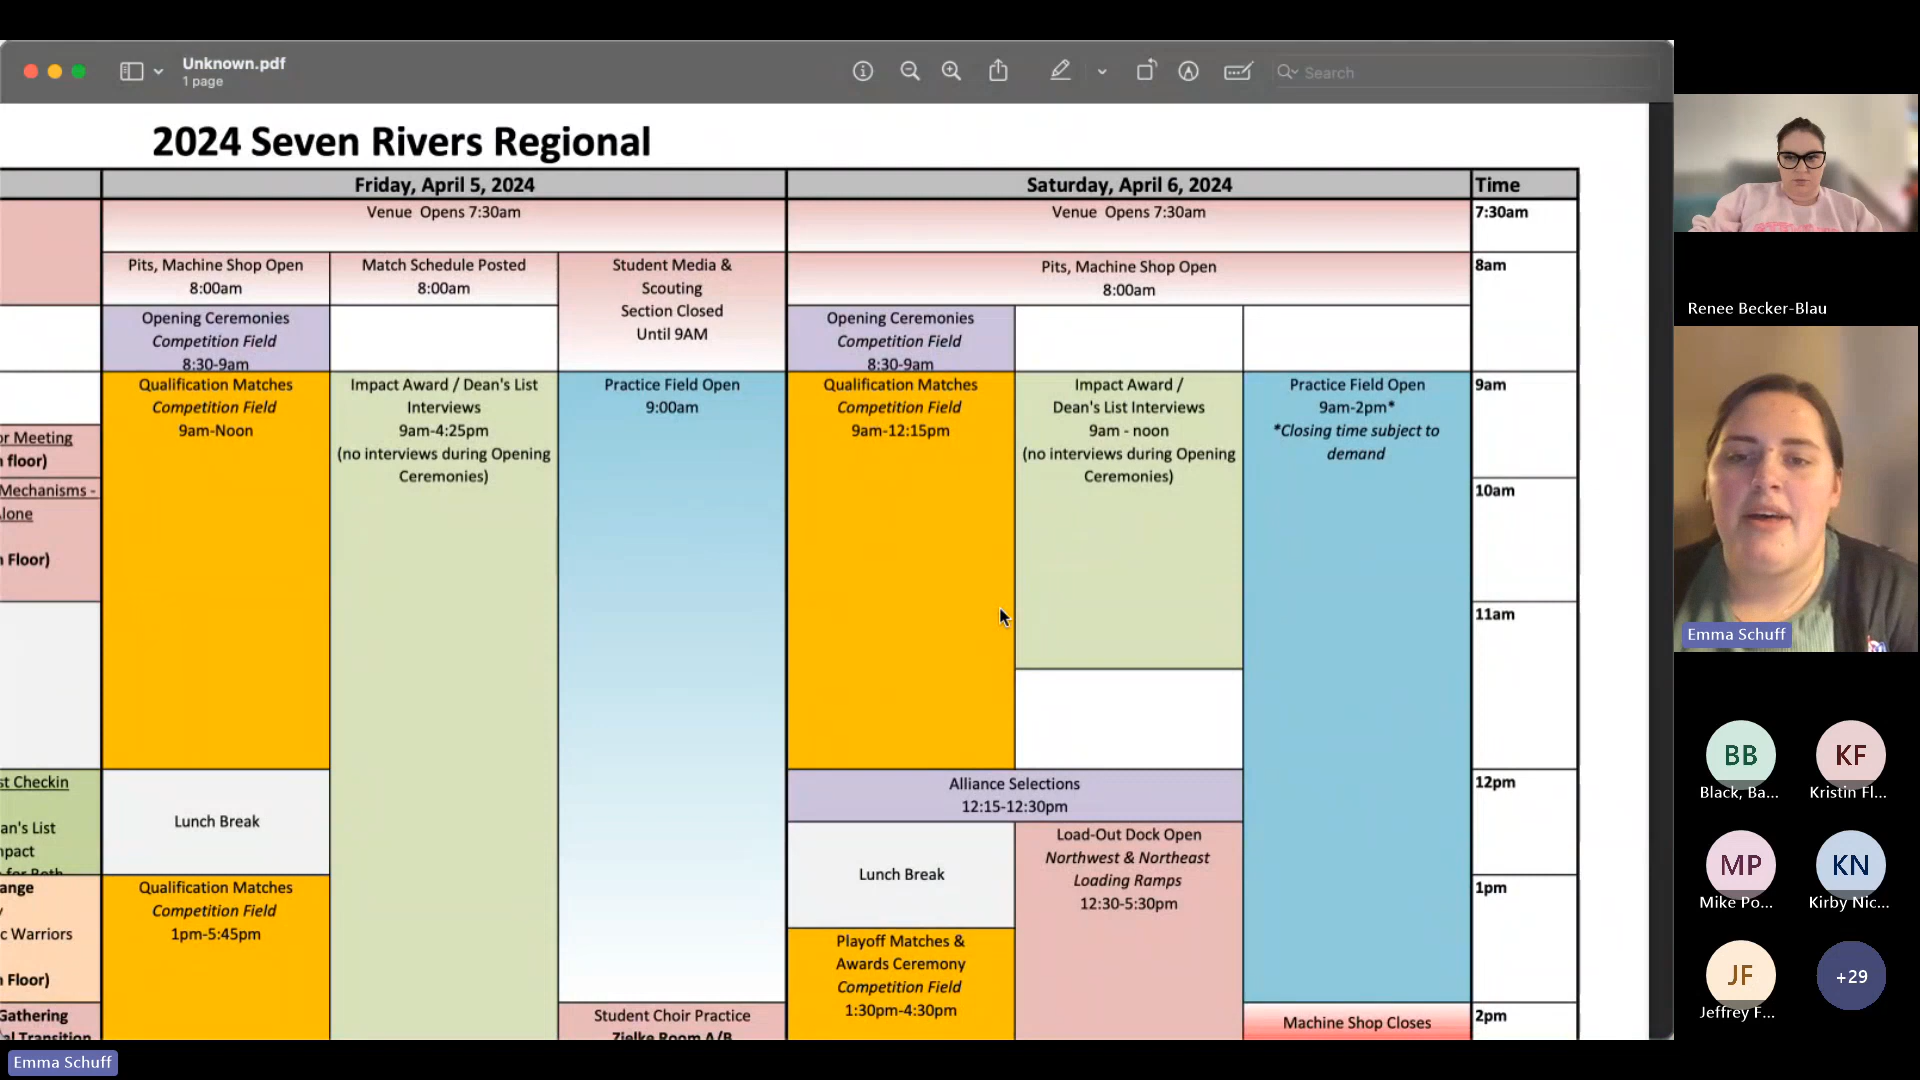 Unknown.pdf
1 page
Search
2024 Seven Rivers Regional
Friday, April 5, 2024
Saturday, April 6, 2024
Time
Venue Opens 7:30am
Venue Opens 7:30am
7:30am
Pits, Machine Shop Open
8:00am
Match Schedule Posted
8:00am
Student Media &
Scouting
Section Closed
Until 9AM
Pits, Machine Shop Open
8:00am
8am
Opening Ceremonies
Competition Field
8:30-9am
Opening Ceremonies
Competition Field
8:30-9am
Qualification Matches
Competition Field
9am-Noon
Impact Award / Dean's List
Interviews
9am-4:25pm
(no interviews during Opening
Ceremonies)
Practice Field Open
9:00am
Qualification Matches
Competition Field
9am-12:15pm
Impact Award /
Dean's List Interviews
9am - noon
(no interviews during Opening
Ceremonies)
Practice Field Open
9am-2pm*
*Closing time subject to
demand
9am
or Meeting
floor)
Mechanisms -
lone
Floor)
10am
11am
st Checkin
an's List
mpact
for Both
Lunch Break
Alliance Selections
12:15-12:30pm
12pm
Lunch Break
Load-Out Dock Open
Northwest & Northeast
Loading Ramps
12:30-5:30pm
ange
y
c Warriors
Floor)
Qualification Matches
Competition Field
1pm-5:45pm
1pm
Playoff Matches &
Awards Ceremony
Competition Field
1:30pm-4:30pm
Gathering
al Transition
Student Choir Practice
Zielke Room A/B
Machine Shop Closes
2pm
Renee Becker-Blau
Emma Schuff
BB
Black, Ba...
KF
Kristin Fl...
MP
Mike Po...
KN
Kirby Nic...
JF
Jeffrey F...
+29
Emma Schuff